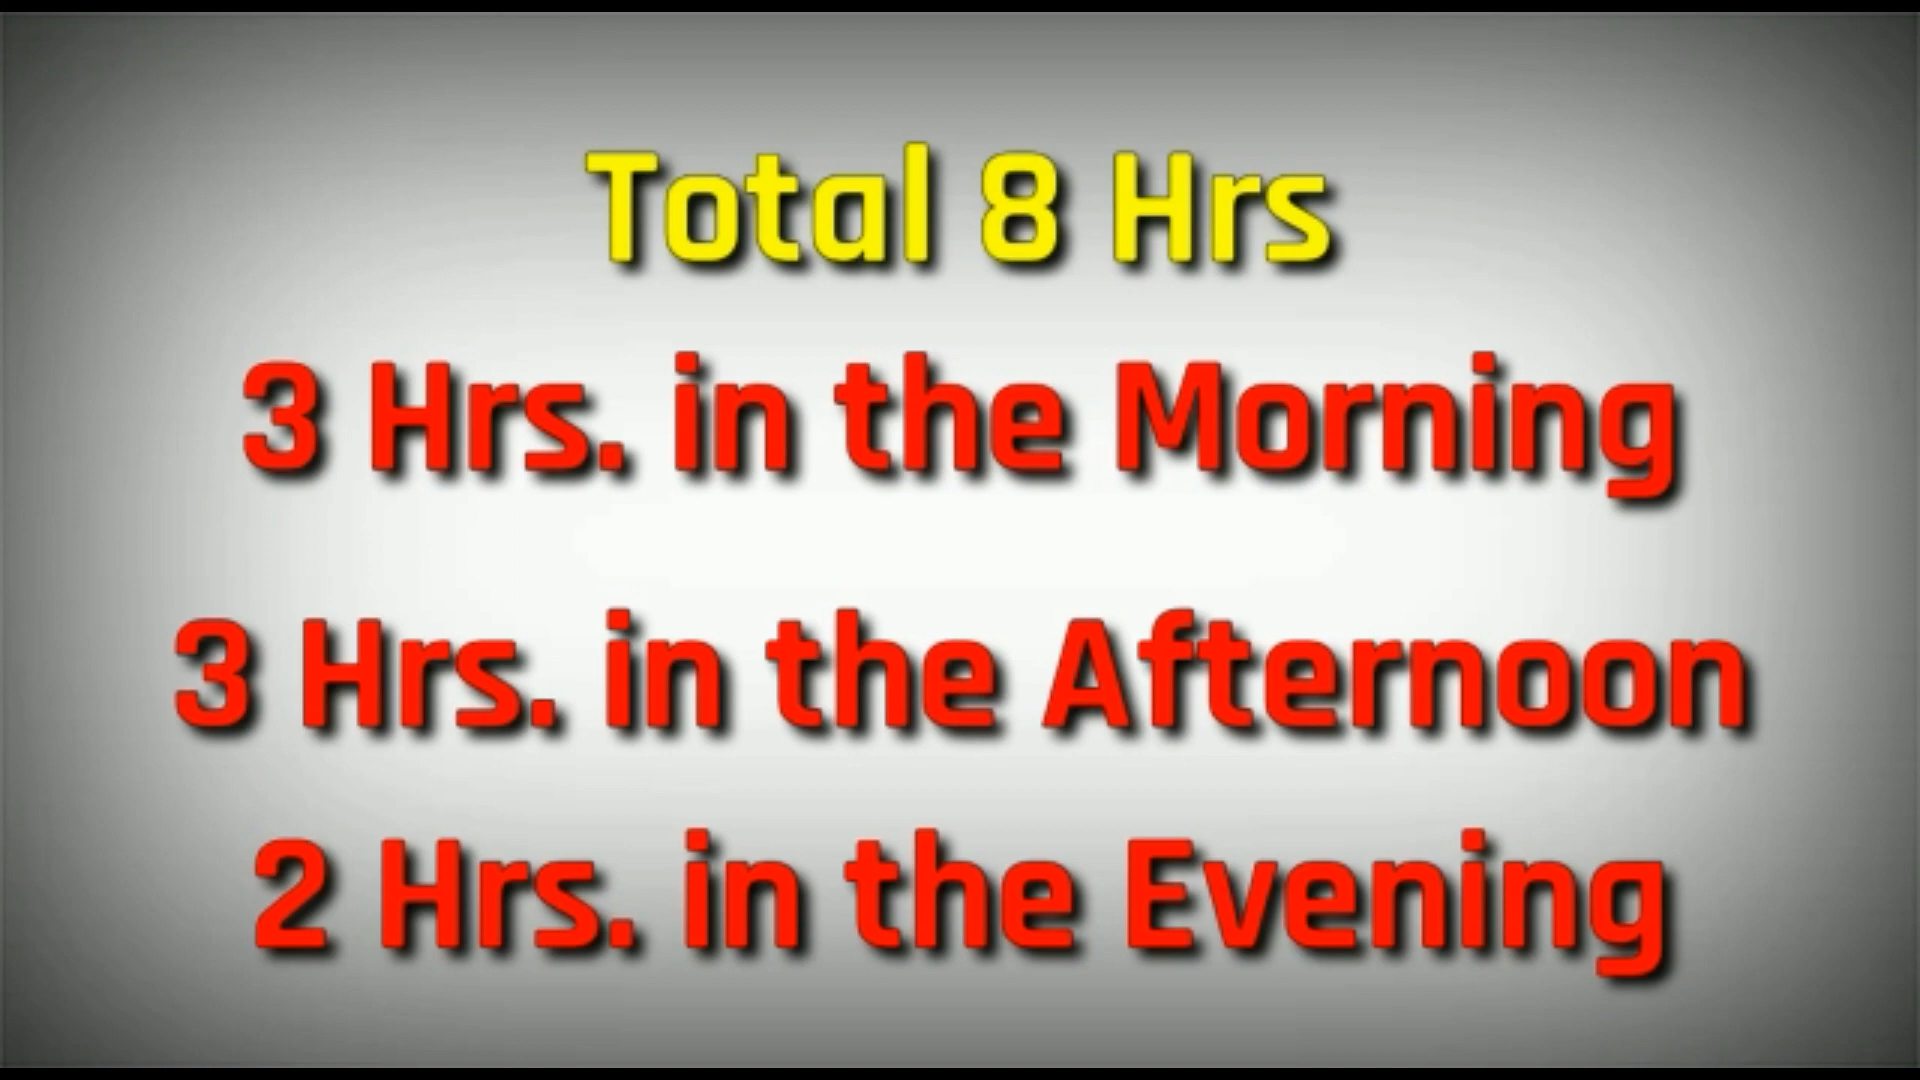 Total 8 Hrs
3 Hrs. in the Morning
3 Hrs. in the Afternoon
2 Hrs. in the Evening